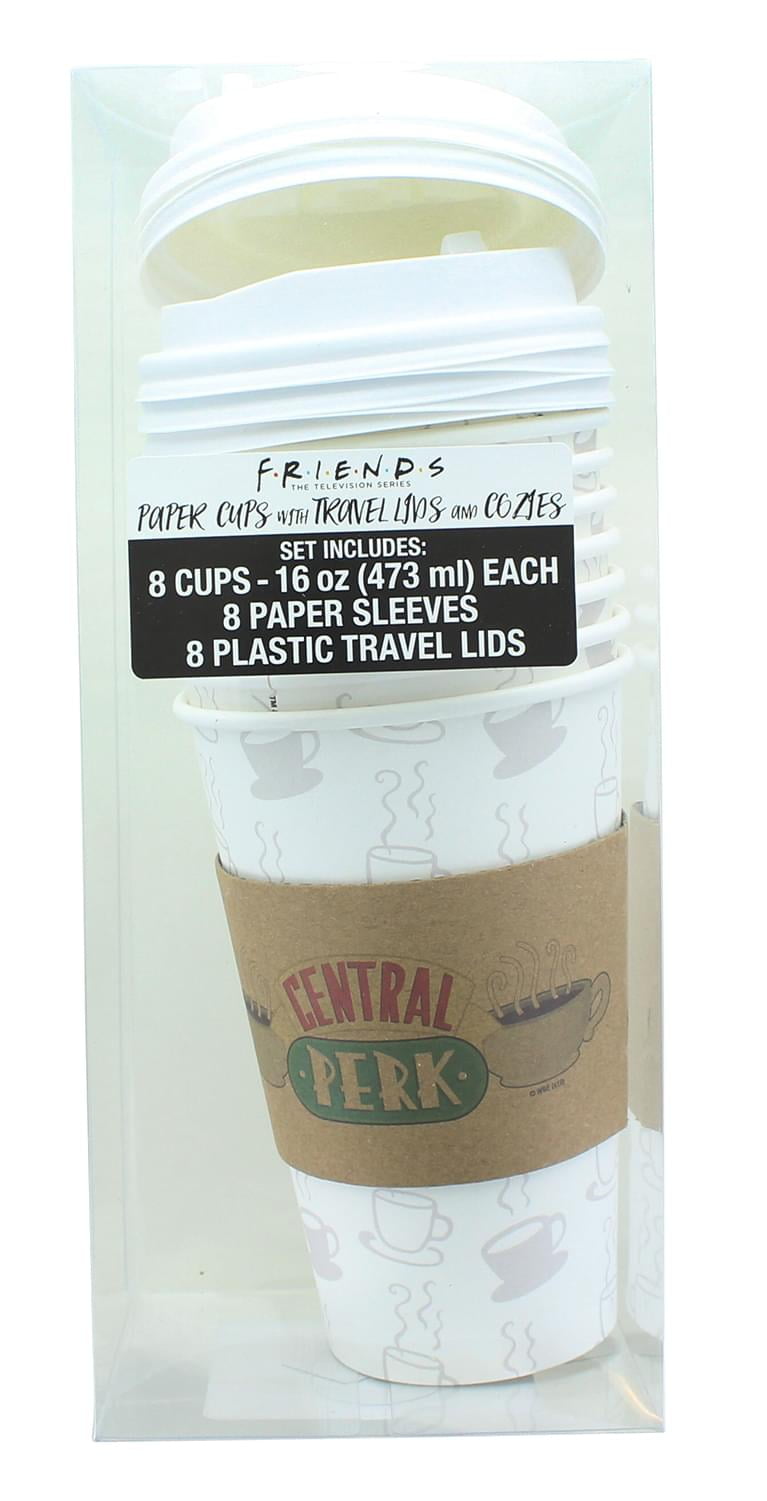 F·R·I·E·N·D·S
THE TELEVISION SERIES
PAPER CUPS WITH TRAVEL LIDS AND COZIES
SET INCLUDES:
8 CUPS - 16 oz (473 ml) EACH
8 PAPER SLEEVES
8 PLASTIC TRAVEL LIDS
TM
CENTRAL
·PERK·